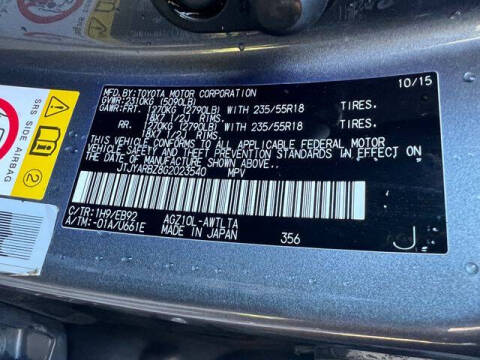 MFD.BY:TOYOTA MOTOR CORPORATION 10/15
GVWR:2310KG (5090LB)
GAWR:FRT. 1270KG (2790LB) WITH 235/55R18 TIRES.
18X7 1/2J RIMS.
RR. 1270KG (2790LB) WITH 235/55R18 TIRES.
18X7 1/2J RIMS.
THIS VEHICLE CONFORMS TO ALL APPLICABLE FEDERAL MOTOR
VEHICLE SAFETY AND THEFT PREVENTION STANDARDS IN EFFECT ON
THE DATE OF MANUFACTURE SHOWN ABOVE.
JTJYARBZ8G2023540 MPV
C/TR:1H9/EB92 AGZ10L-AWTLTA
A/TM:-01A/U661E MADE IN JAPAN 356 J
SRS SIDE AIRBAG
2